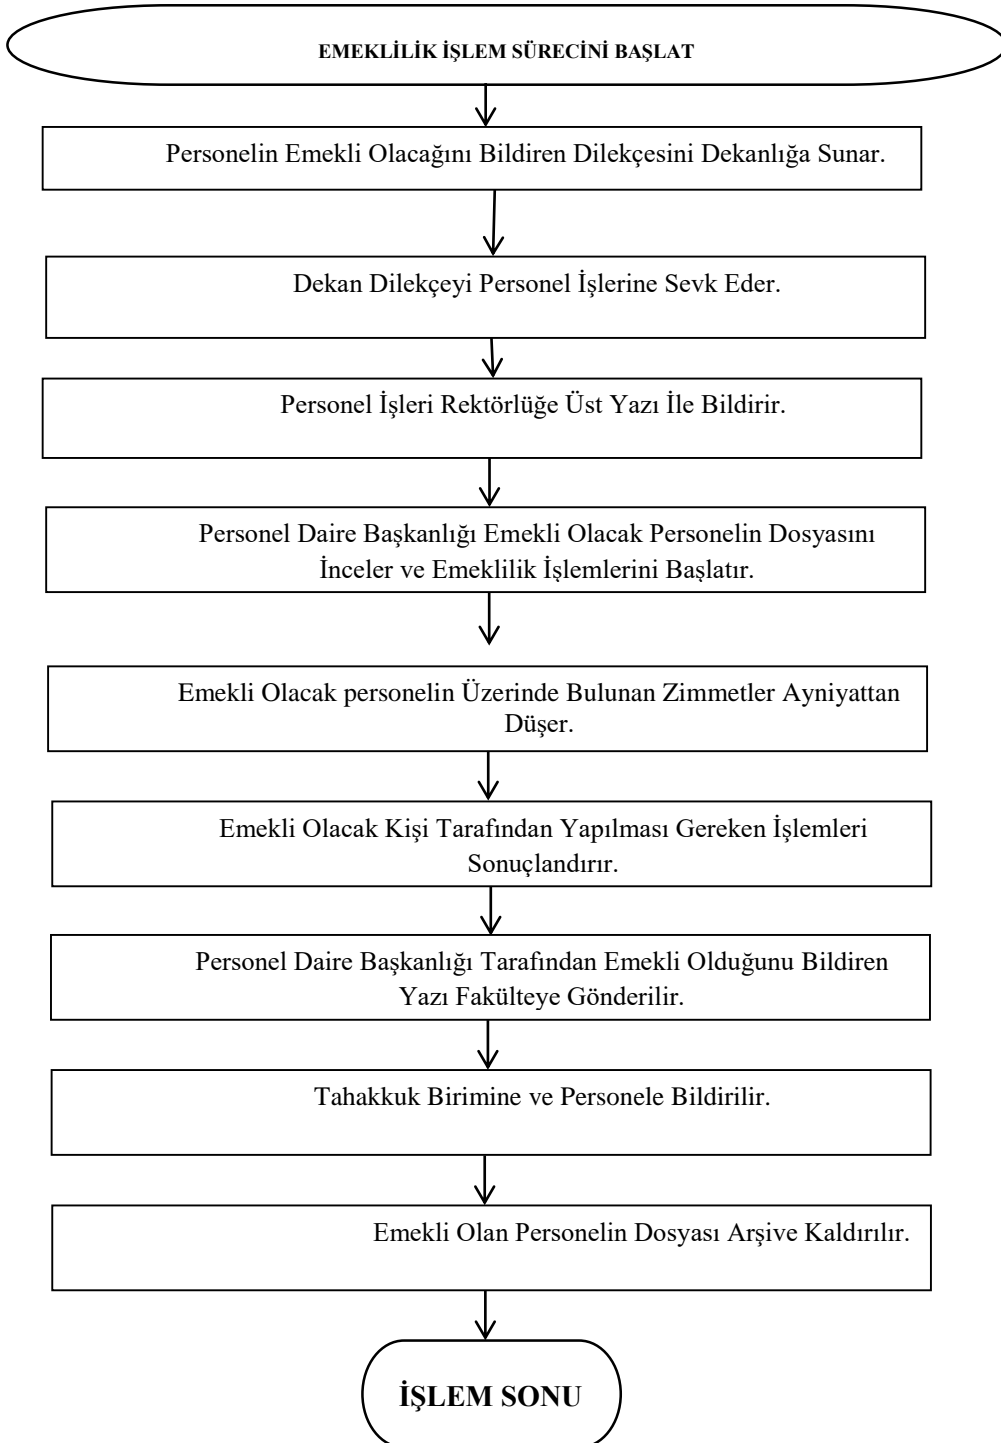 EMEKLİLİK İŞLEM SÜRECİNİ BAŞLAT
Personelin Emekli Olacağını Bildiren Dilekçesini Dekanlığa Sunar.
Dekan Dilekçeyi Personel İşlerine Sevk Eder.
Personel İşleri Rektörlüğe Üst Yazı İle Bildirir.
Personel Daire Başkanlığı Emekli Olacak Personelin Dosyasını
İnceler ve Emeklilik İşlemlerini Başlatır.
Emekli Olacak personelin Üzerinde Bulunan Zimmetler Ayniyattan
Düşer.
Emekli Olacak Kişi Tarafından Yapılması Gereken İşlemleri
Sonuçlandırır.
Personel Daire Başkanlığı Tarafından Emekli Olduğunu Bildiren
Yazı Fakülteye Gönderilir.
Tahakkuk Birimine ve Personele Bildirilir.
Emekli Olan Personelin Dosyası Arşive Kaldırılır.
İŞLEM SONU